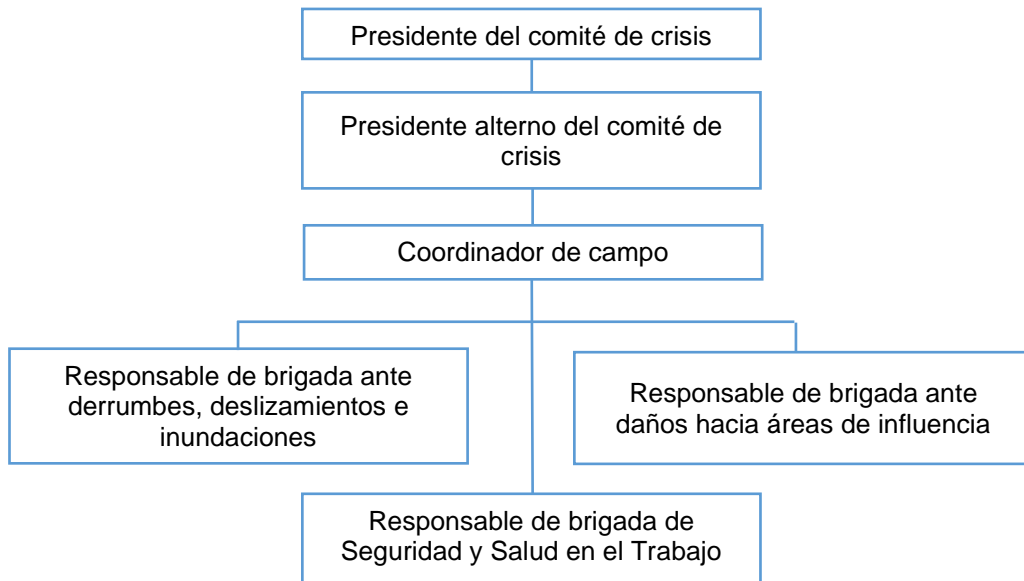 Presidente del comité de crisis
Presidente alterno del comité de
crisis
Coordinador de campo
Responsable de brigada ante
derrumbes, deslizamientos e
inundaciones
Responsable de brigada ante
daños hacia áreas de influencia
Responsable de brigada de
Seguridad y Salud en el Trabajo